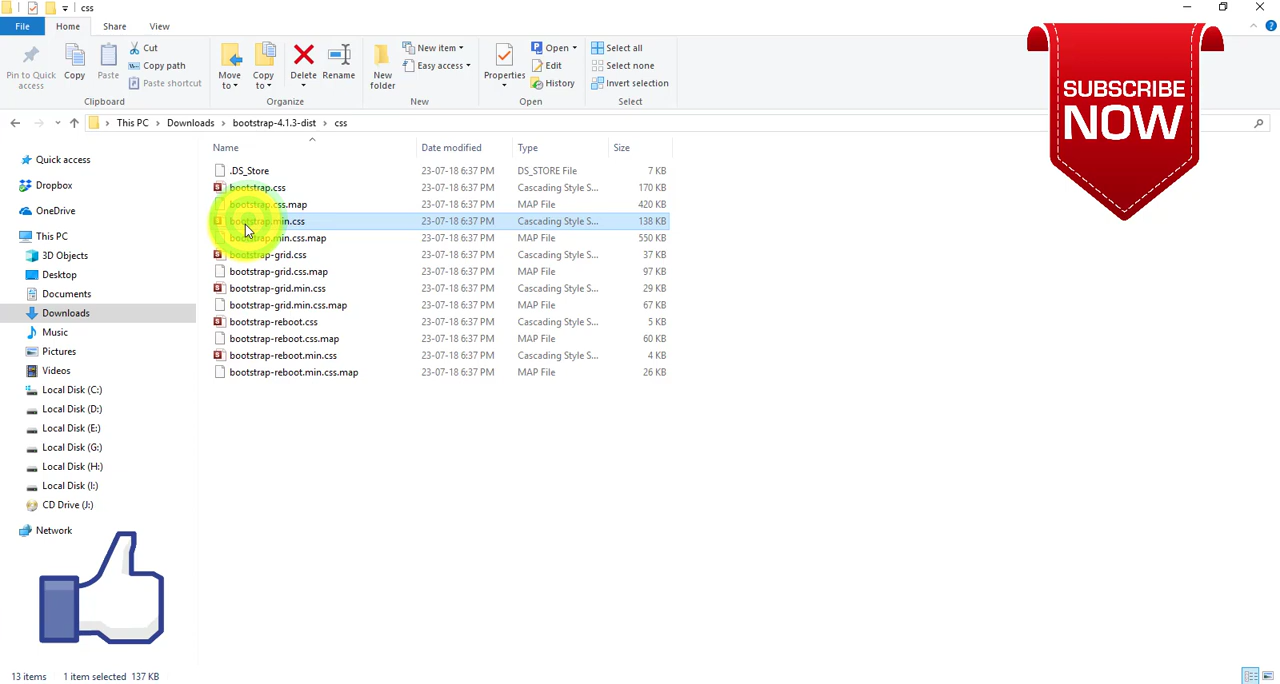 css
File Home Share View
Pin to Quick access
Copy
Paste
Cut
Copy path
Paste shortcut
Clipboard
Move to
Copy to
Delete
Rename
Organize
New folder
New item
Easy access
New
Properties
Open
Edit
History
Open
Select all
Select none
Invert selection
Select
SUBSCRIBE
NOW
This PC > Downloads > bootstrap-4.1.3-dist > css
Quick access
Dropbox
OneDrive
This PC
3D Objects
Desktop
Documents
Downloads
Music
Pictures
Videos
Local Disk (C:)
Local Disk (D:)
Local Disk (E:)
Local Disk (G:)
Local Disk (H:)
Local Disk (I:)
CD Drive (J:)
Network
Name Date modified Type Size
.DS_Store 23-07-18 6:37 PM DS_STORE File 7 KB
bootstrap.css 23-07-18 6:37 PM Cascading Style S... 170 KB
bootstrap.css.map 23-07-18 6:37 PM MAP File 420 KB
bootstrap.min.css 23-07-18 6:37 PM Cascading Style S... 138 KB
bootstrap.min.css.map 23-07-18 6:37 PM MAP File 550 KB
bootstrap-grid.css 23-07-18 6:37 PM Cascading Style S... 37 KB
bootstrap-grid.css.map 23-07-18 6:37 PM MAP File 97 KB
bootstrap-grid.min.css 23-07-18 6:37 PM Cascading Style S... 29 KB
bootstrap-grid.min.css.map 23-07-18 6:37 PM MAP File 67 KB
bootstrap-reboot.css 23-07-18 6:37 PM Cascading Style S... 5 KB
bootstrap-reboot.css.map 23-07-18 6:37 PM MAP File 60 KB
bootstrap-reboot.min.css 23-07-18 6:37 PM Cascading Style S... 4 KB
bootstrap-reboot.min.css.map 23-07-18 6:37 PM MAP File 26 KB
13 items 1 item selected 137 KB